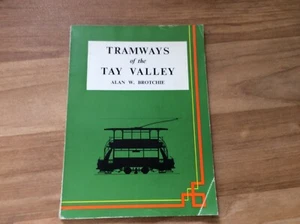 TRAMWAYS
of the
TAY VALLEY
ALAN W. BROTCHIE